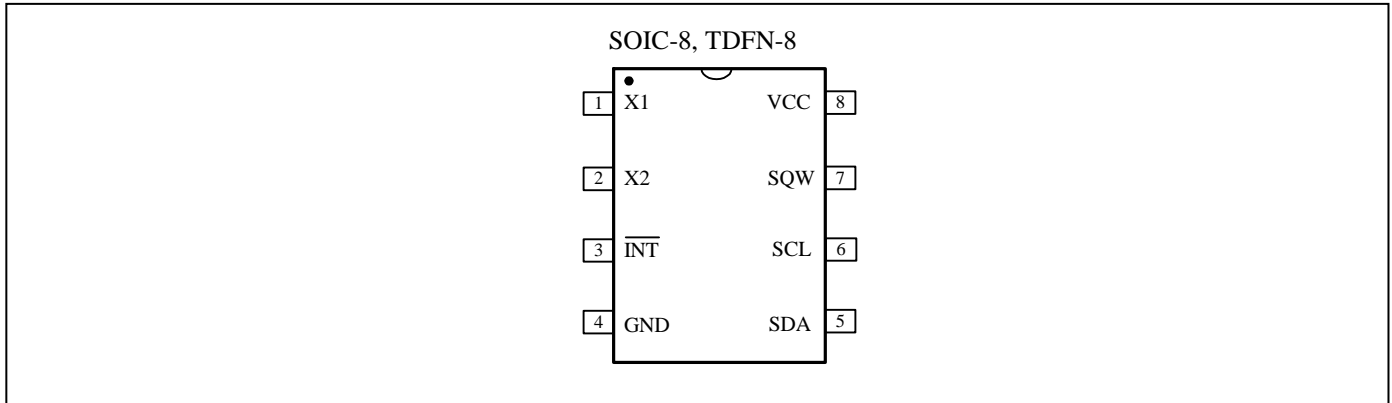 SOIC-8, TDFN-8
1 X1 VCC 8
2 X2 SQW 7
3 I̅N̅T̅ SCL 6
4 GND SDA 5